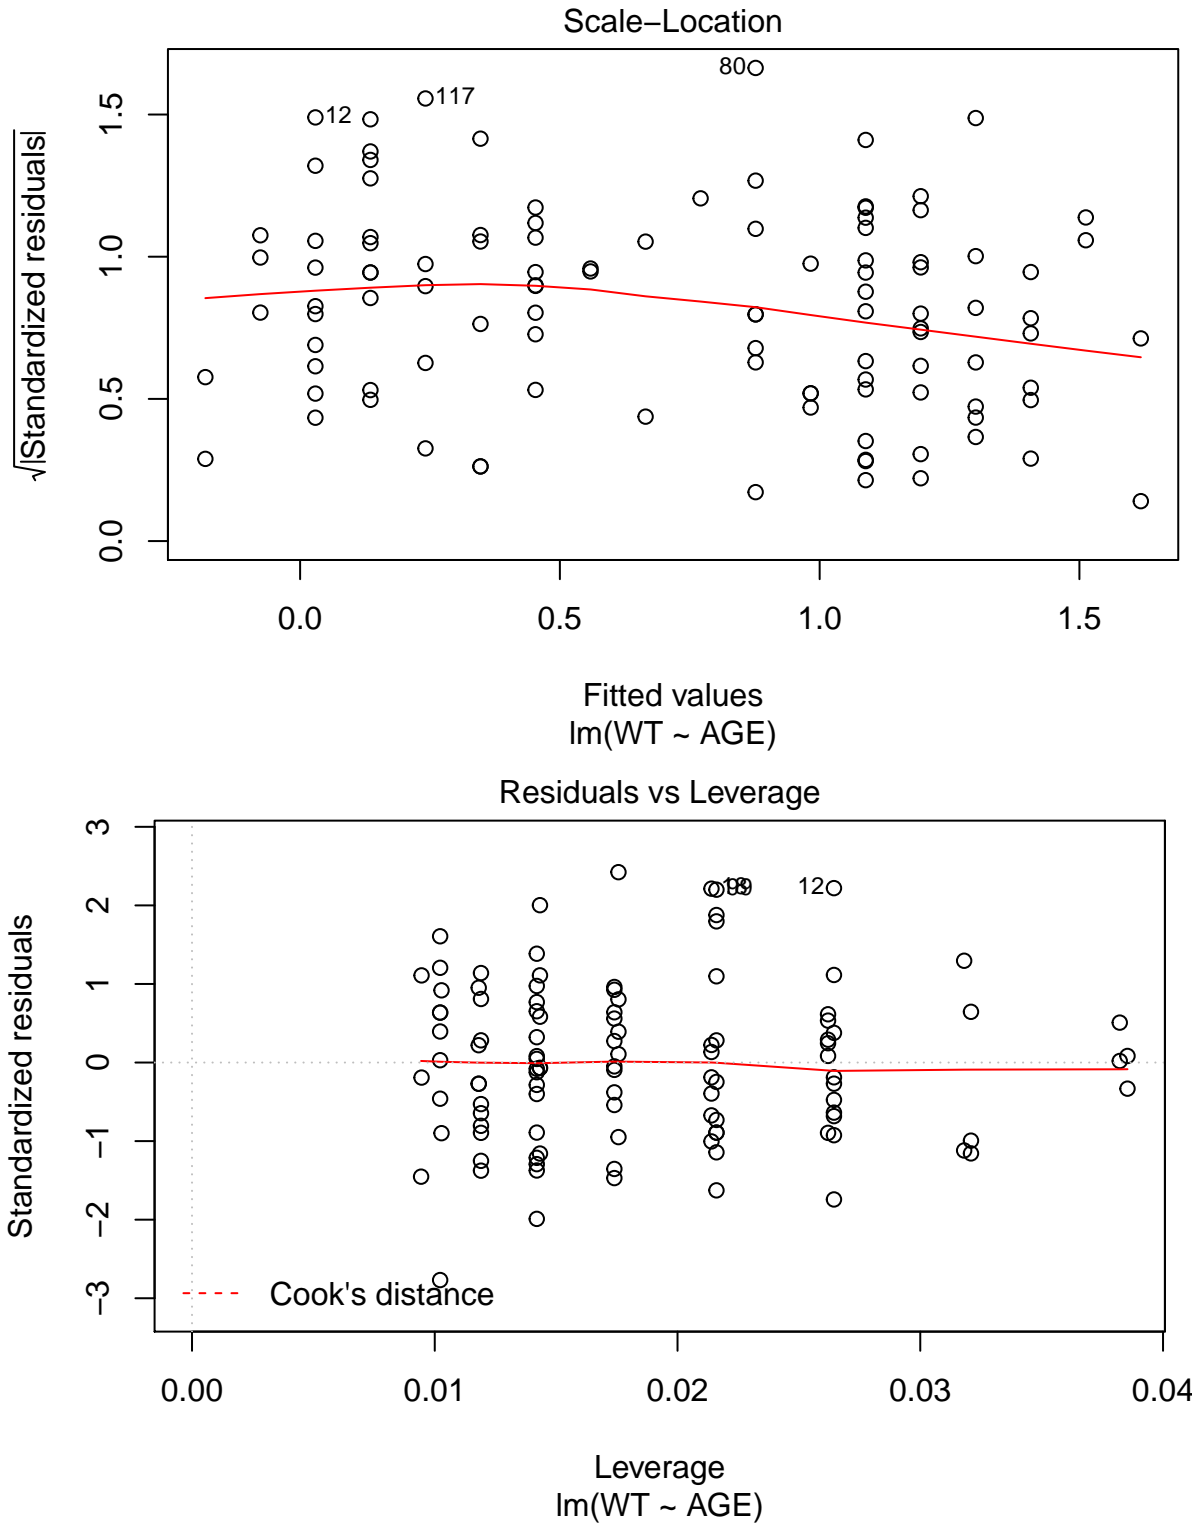 Scale−Location
√|Standardized residuals|
0.0 0.5 1.0 1.5
80
117
12
0.0 0.5 1.0 1.5
Fitted values
lm(WT ~ AGE)
Residuals vs Leverage
Standardized residuals
−3 −2 −1 0 1 2 3
12
Cook's distance
0.00 0.01 0.02 0.03 0.04
Leverage
lm(WT ~ AGE)